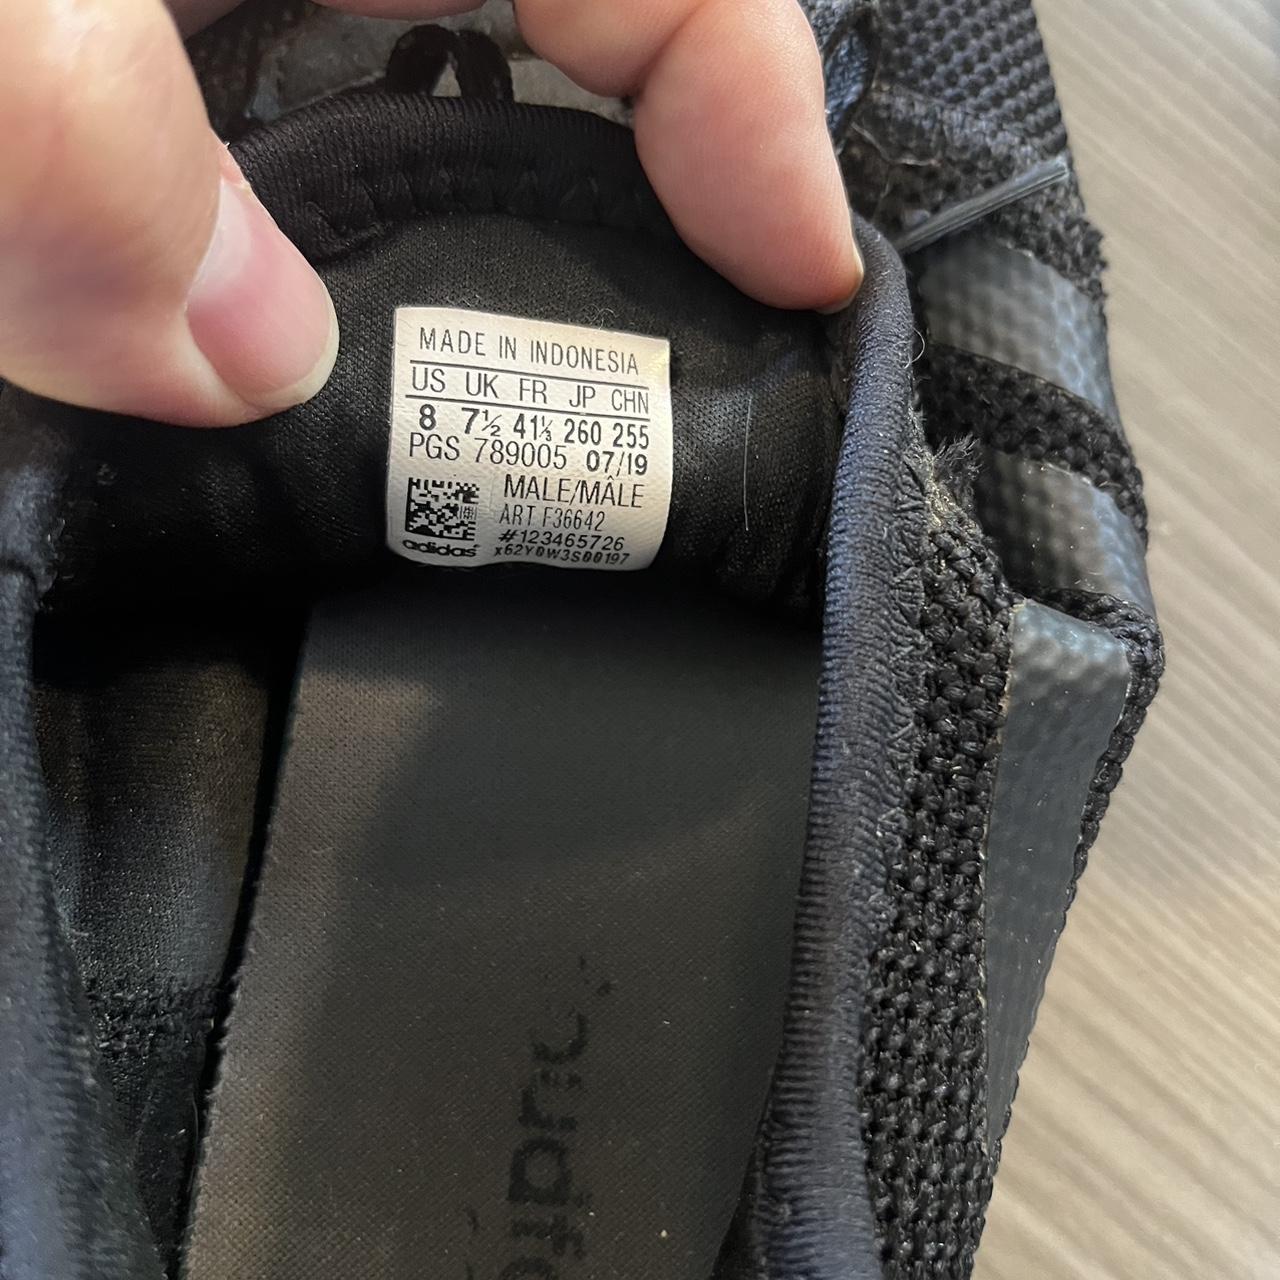 MADE IN INDONESIA
US UK FR JP CHN
8 7½ 41⅓ 260 255
PGS 789005 07/19
MALE/MÂLE
ART F36642
#123465726
adidas
x62Y0W3S00197